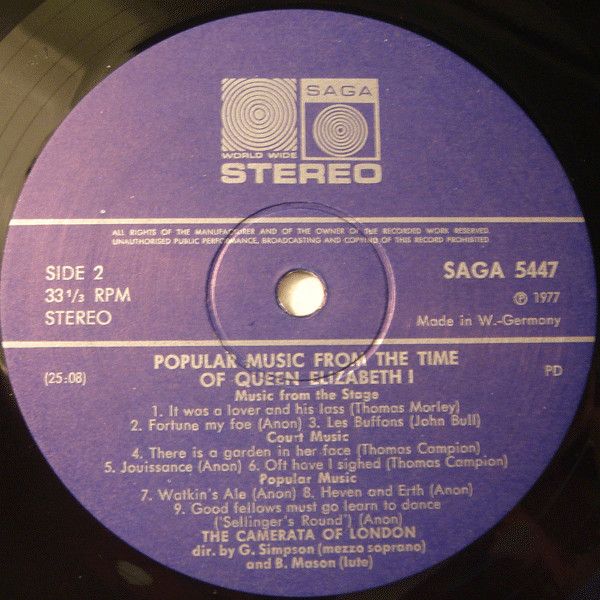 SAGA
WORLD WIDE
STEREO
ALL RIGHTS OF THE MANUFACTURER AND OF THE OWNER OF THE RECORDED WORK RESERVED
UNAUTHORISED PUBLIC PERFORMANCE, BROADCASTING AND COPYING OF THIS RECORD PROHIBITED
SIDE 2
33 1/3 RPM
STEREO
SAGA 5447
℗ 1977
Made in W.-Germany
POPULAR MUSIC FROM THE TIME
OF QUEEN ELIZABETH I
(25:08)
PD
Music from the Stage
1. It was a lover and his lass (Thomas Morley)
2. Fortune my foe (Anon) 3. Les Buffons (John Bull)
Court Music
4. There is a garden in her face (Thomas Campion)
5. Jouissance (Anon) 6. Oft have I sighed (Thomas Campion)
Popular Music
7. Watkin's Ale (Anon) 8. Heven and Erth (Anon)
9. Good fellows must go learn to dance
('Sellinger's Round') (Anon)
THE CAMERATA OF LONDON
dir. by G. Simpson (mezzo soprano)
and B. Mason (lute)